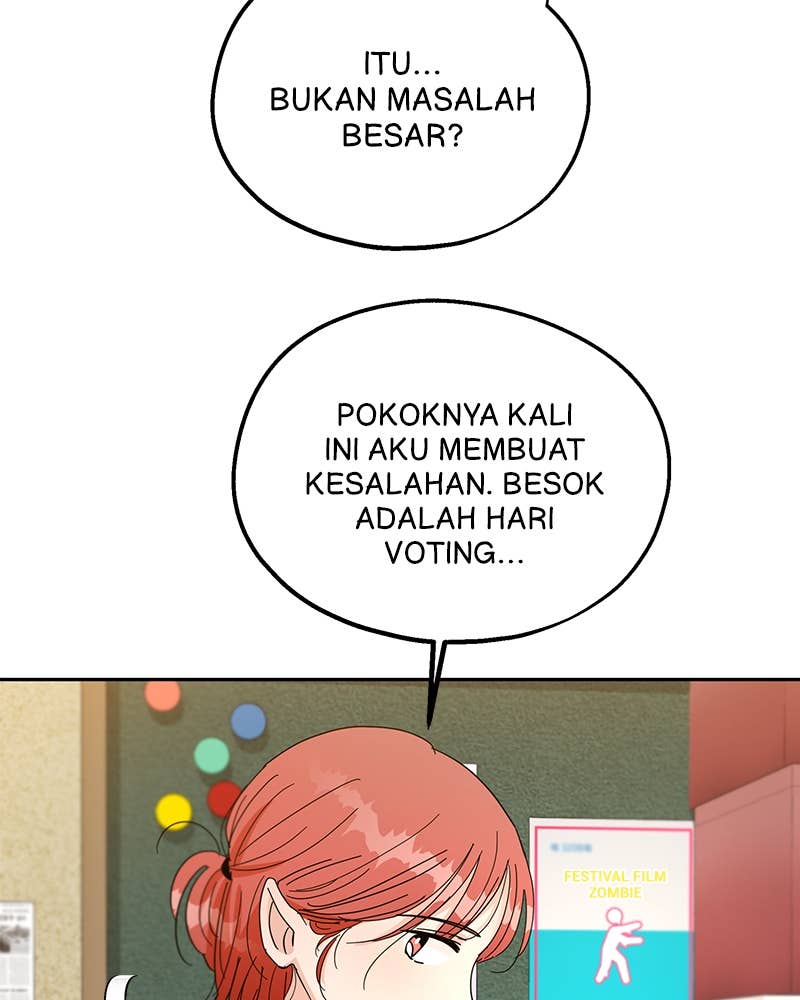 ITU...
BUKAN MASALAH
BESAR?
POKOKNYA KALI
INI AKU MEMBUAT
KESALAHAN. BESOK
ADALAH HARI
VOTING...
FESTIVAL FILM
ZOMBIE